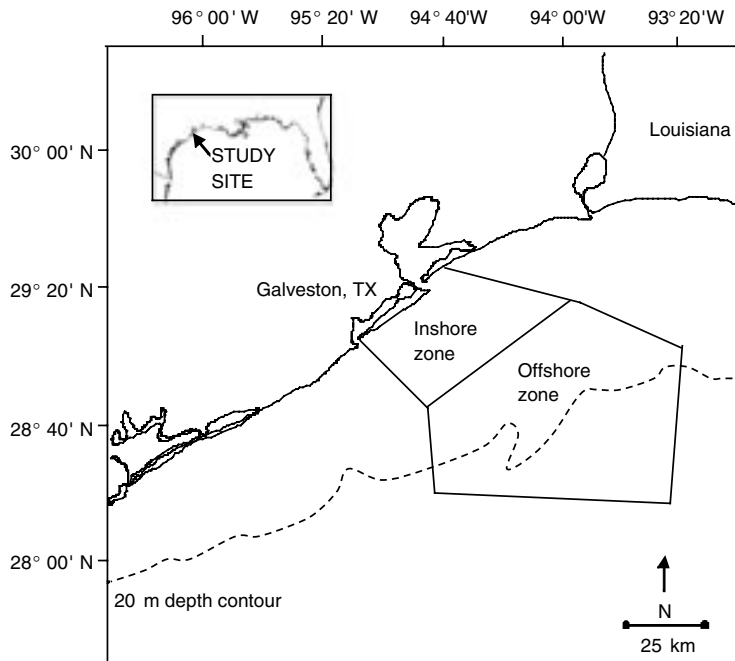 96° 00' W 95° 20' W 94° 40' W 94° 00' W 93° 20' W
Louisiana
30° 00' N
STUDY
SITE
29° 20' N
Galveston, TX
Inshore
zone
Offshore
zone
28° 40' N
28° 00' N
20 m depth contour
N
25 km